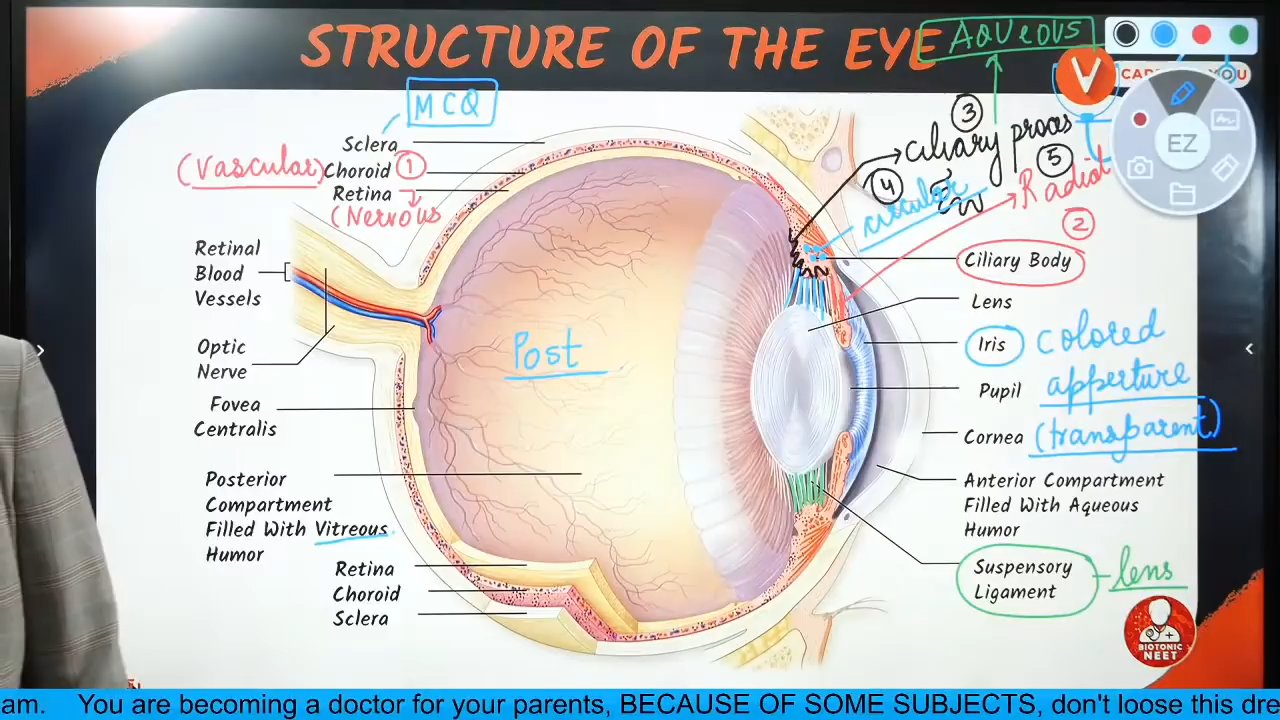 STRUCTURE OF THE EYE
AQUEOUS
MCQ
V
EZ
Sclera
(Vascular) Choroid 1
Retina
(Nervous
3
ciliary proces
4
5
circular
Radial
2
Retinal
Blood
Vessels
Ciliary Body
Lens
Optic
Nerve
Post
Iris colored
Pupil apperture
Fovea
Centralis
Cornea (transparent)
Posterior
Compartment
Filled With Vitreous
Humor
Anterior Compartment
Filled With Aqueous
Humor
Retina
Choroid
Sclera
Suspensory
Ligament - lens
BIOTONIC
NEET
am. You are becoming a doctor for your parents, BECAUSE OF SOME SUBJECTS, don't loose this dre